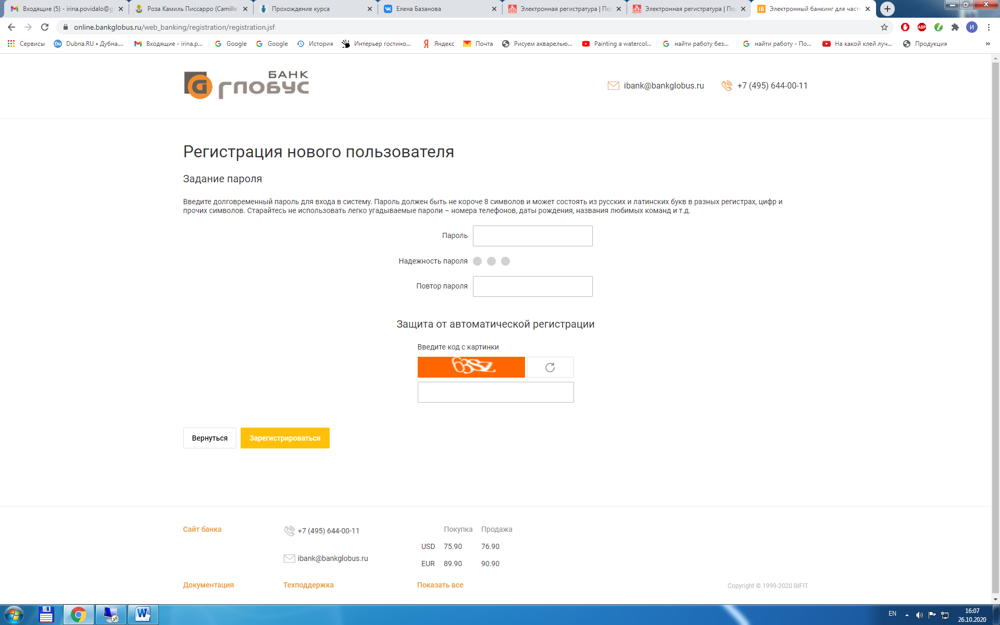 Входящие (5) - irina.povidalo@g
Роза Камиль Писсарро (Camille
Прохождение курса
Елена Базанова
Электронная регистратура | По
Электронная регистратура | По
Электронный банкинг для част
online.bankglobus.ru/web_banking/registration/registration.jsf
ABP
И
Сервисы
Dubna.RU • Дубна....
Входящие - irina.p...
Google
Google
История
Интерьер гостино...
Яндекс
Почта
Рисуем акварелью...
Painting a watercol...
найти работу без...
найти работу - По...
На какой клей луч...
Продукция
»
БАНК
ГЛОБУС
ibank@bankglobus.ru
+7 (495) 644-00-11
Регистрация нового пользователя
Задание пароля
Введите долговременный пароль для входа в систему. Пароль должен быть не короче 8 символов и может состоять из русских и латинских букв в разных регистрах, цифр и
прочих символов. Старайтесь не использовать легко угадываемые пароли – номера телефонов, даты рождения, названия любимых команд и т.д.
Пароль
Надежность пароля
Повтор пароля
Защита от автоматической регистрации
Введите код с картинки
Вернуться
Зарегистрироваться
Сайт банка
+7 (495) 644-00-11
Покупка Продажа
USD 75.90 76.90
ibank@bankglobus.ru
EUR 89.90 90.90
Документация
Техподдержка
Показать все
Copyright © 1999-2020 BIFIT
EN
16:07
26.10.2020